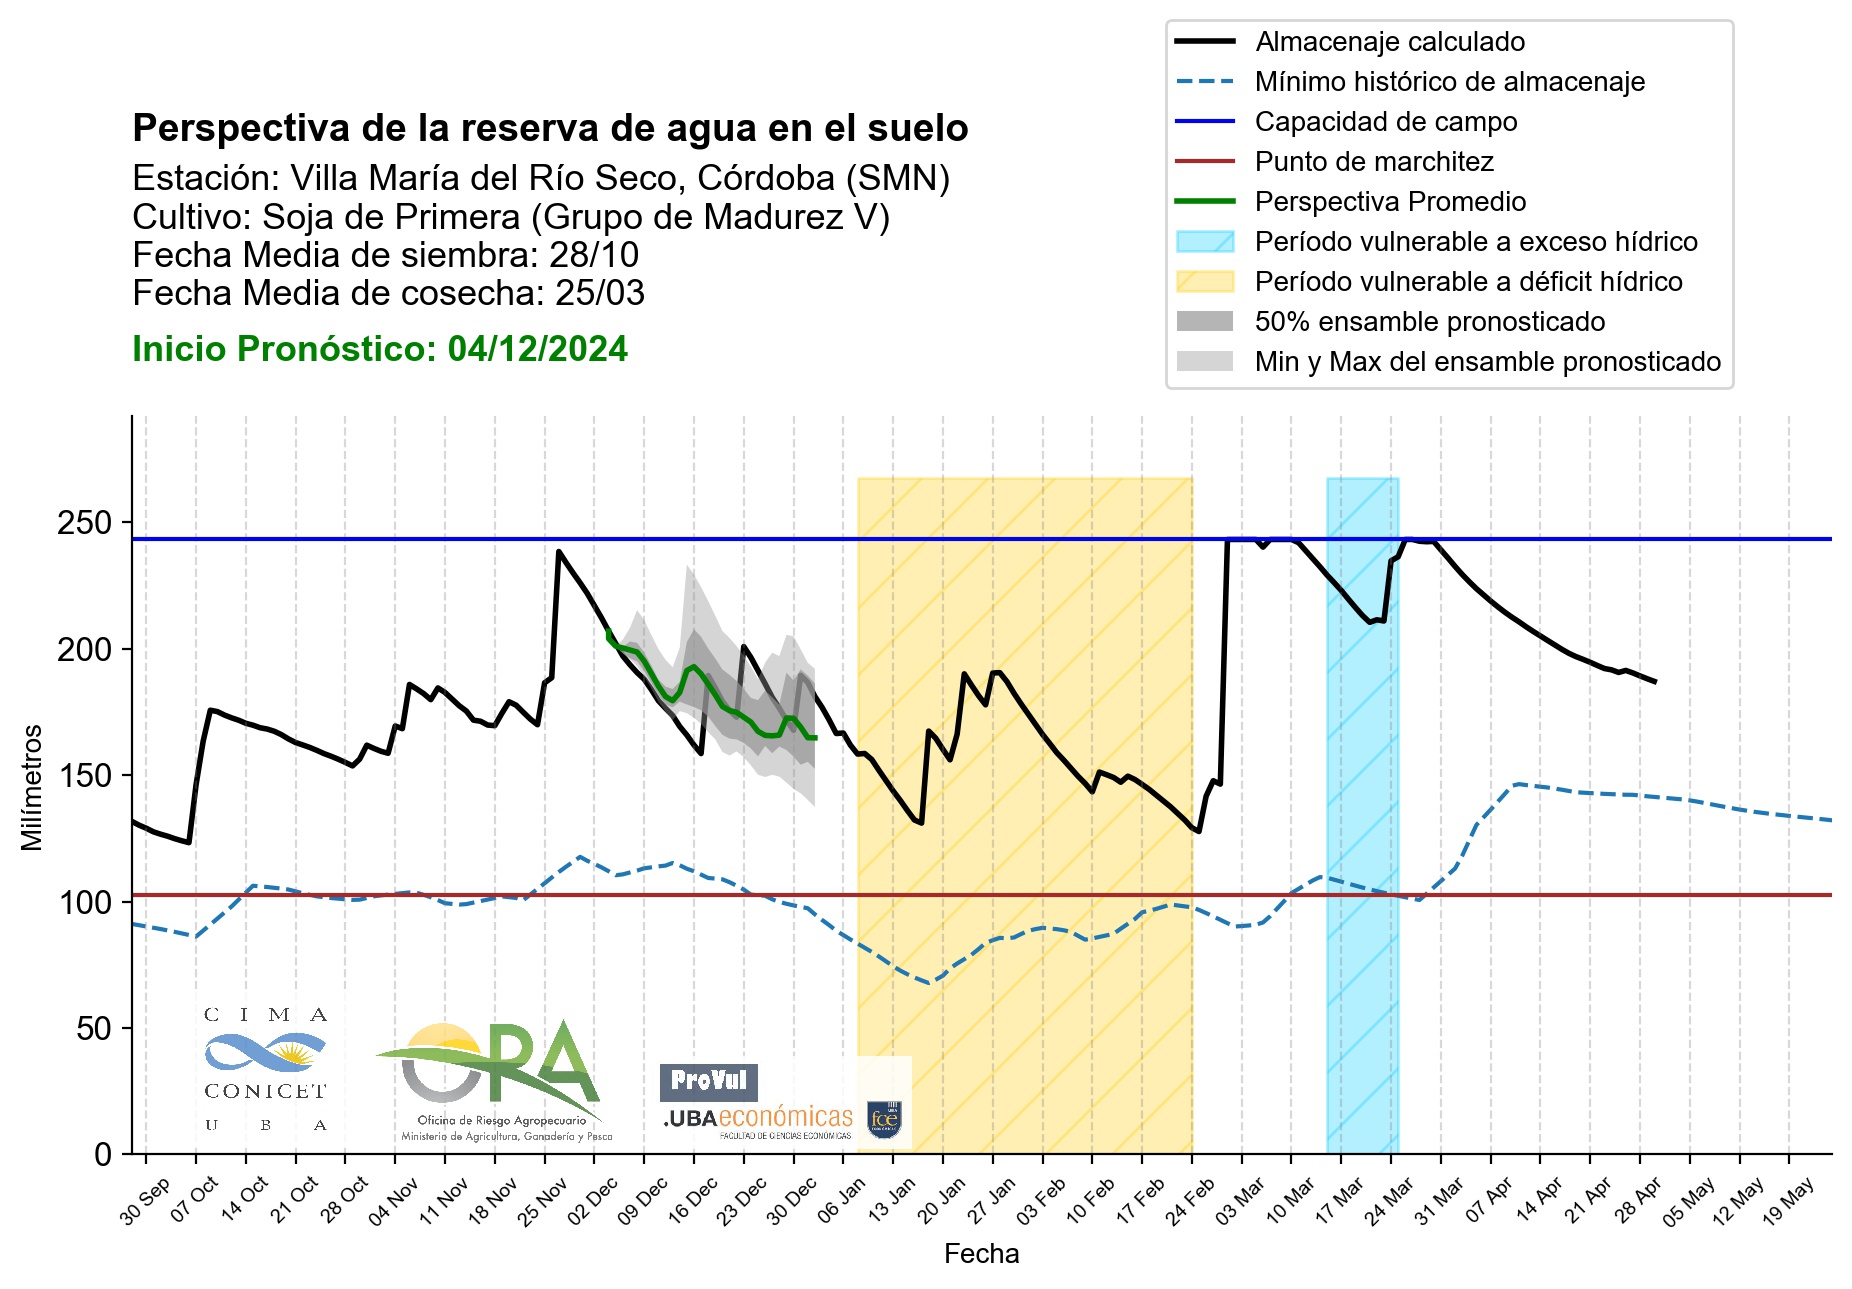 Almacenaje calculado
Mínimo histórico de almacenaje
Capacidad de campo
Punto de marchitez
Perspectiva Promedio
Período vulnerable a exceso hídrico
Período vulnerable a déficit hídrico
50% ensamble pronosticado
Min y Max del ensamble pronosticado
Perspectiva de la reserva de agua en el suelo
Estación: Villa María del Río Seco, Córdoba (SMN)
Cultivo: Soja de Primera (Grupo de Madurez V)
Fecha Media de siembra: 28/10
Fecha Media de cosecha: 25/03
Inicio Pronóstico: 04/12/2024
Milímetros
250
200
150
100
50
0
CIMA
CONICET
UBA
ORA
Oficina de Riesgo Agropecuario
Ministerio de Agricultura, Ganadería y Pesca
ProVul
.UBAeconómicas
FACULTAD DE CIENCIAS ECONÓMICAS
fce
30 Sep
07 Oct
14 Oct
21 Oct
28 Oct
04 Nov
11 Nov
18 Nov
25 Nov
02 Dec
09 Dec
16 Dec
23 Dec
30 Dec
06 Jan
13 Jan
20 Jan
27 Jan
03 Feb
10 Feb
17 Feb
24 Feb
03 Mar
10 Mar
17 Mar
24 Mar
31 Mar
07 Apr
14 Apr
21 Apr
28 Apr
05 May
12 May
19 May
Fecha